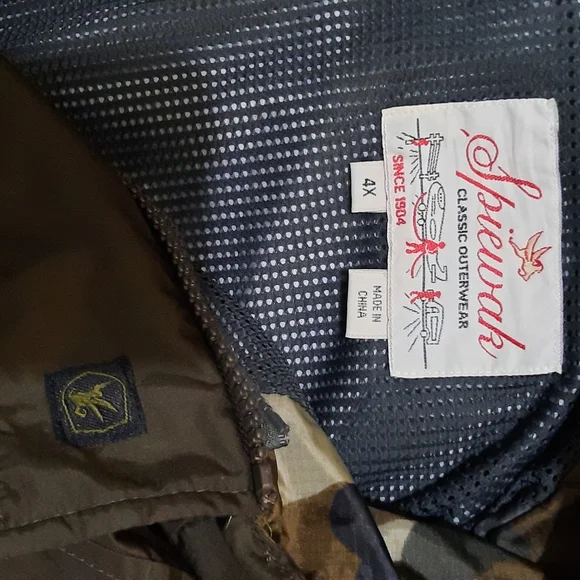 Spiewak
CLASSIC OUTERWEAR
SINCE 1904
4X
MADE IN
CHINA